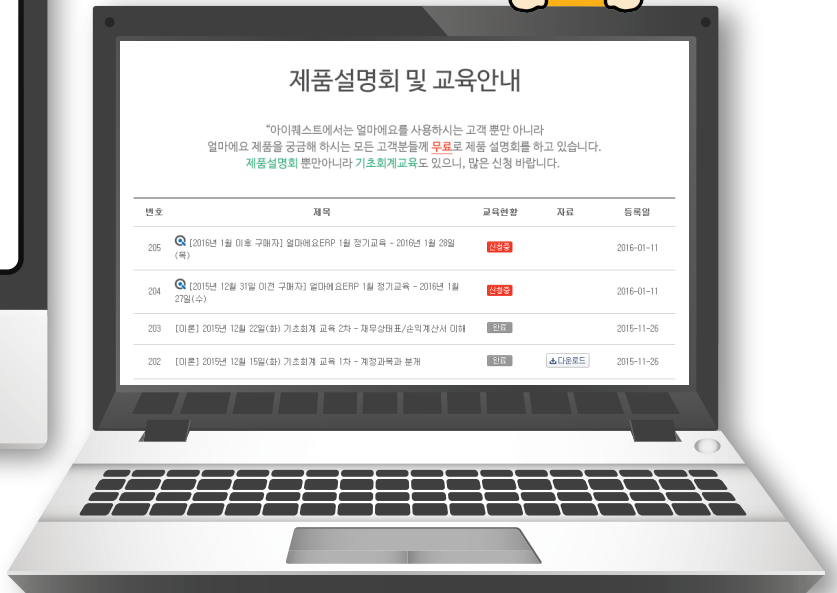 제품설명회 및 교육안내
“아이퀘스트에서는 얼마에요를 사용하시는 고객 뿐만 아니라
얼마에요 제품을 궁금해 하시는 모든 고객분들께 무료로 제품 설명회를 하고 있습니다.
제품설명회 뿐만아니라 기초회계교육도 있으니, 많은 신청 바랍니다.
번호 제목 교육현황 자료 등록일
205 [2016년 1월 이후 구매자] 얼마에요ERP 1월 정기교육 - 2016년 1월 28일 신청중 2016-01-11
(목)
204 [2015년 12월 31일 이전 구매자] 얼마에요ERP 1월 정기교육 - 2016년 1월 신청중 2016-01-11
27일(수)
203 [이론] 2015년 12월 22일(화) 기초회계 교육 2차 - 재무상태표/손익계산서 이해 완료 2015-11-26
202 [이론] 2015년 12월 15일(화) 기초회계 교육 1차 - 계정과목과 분개 완료 다운로드 2015-11-26